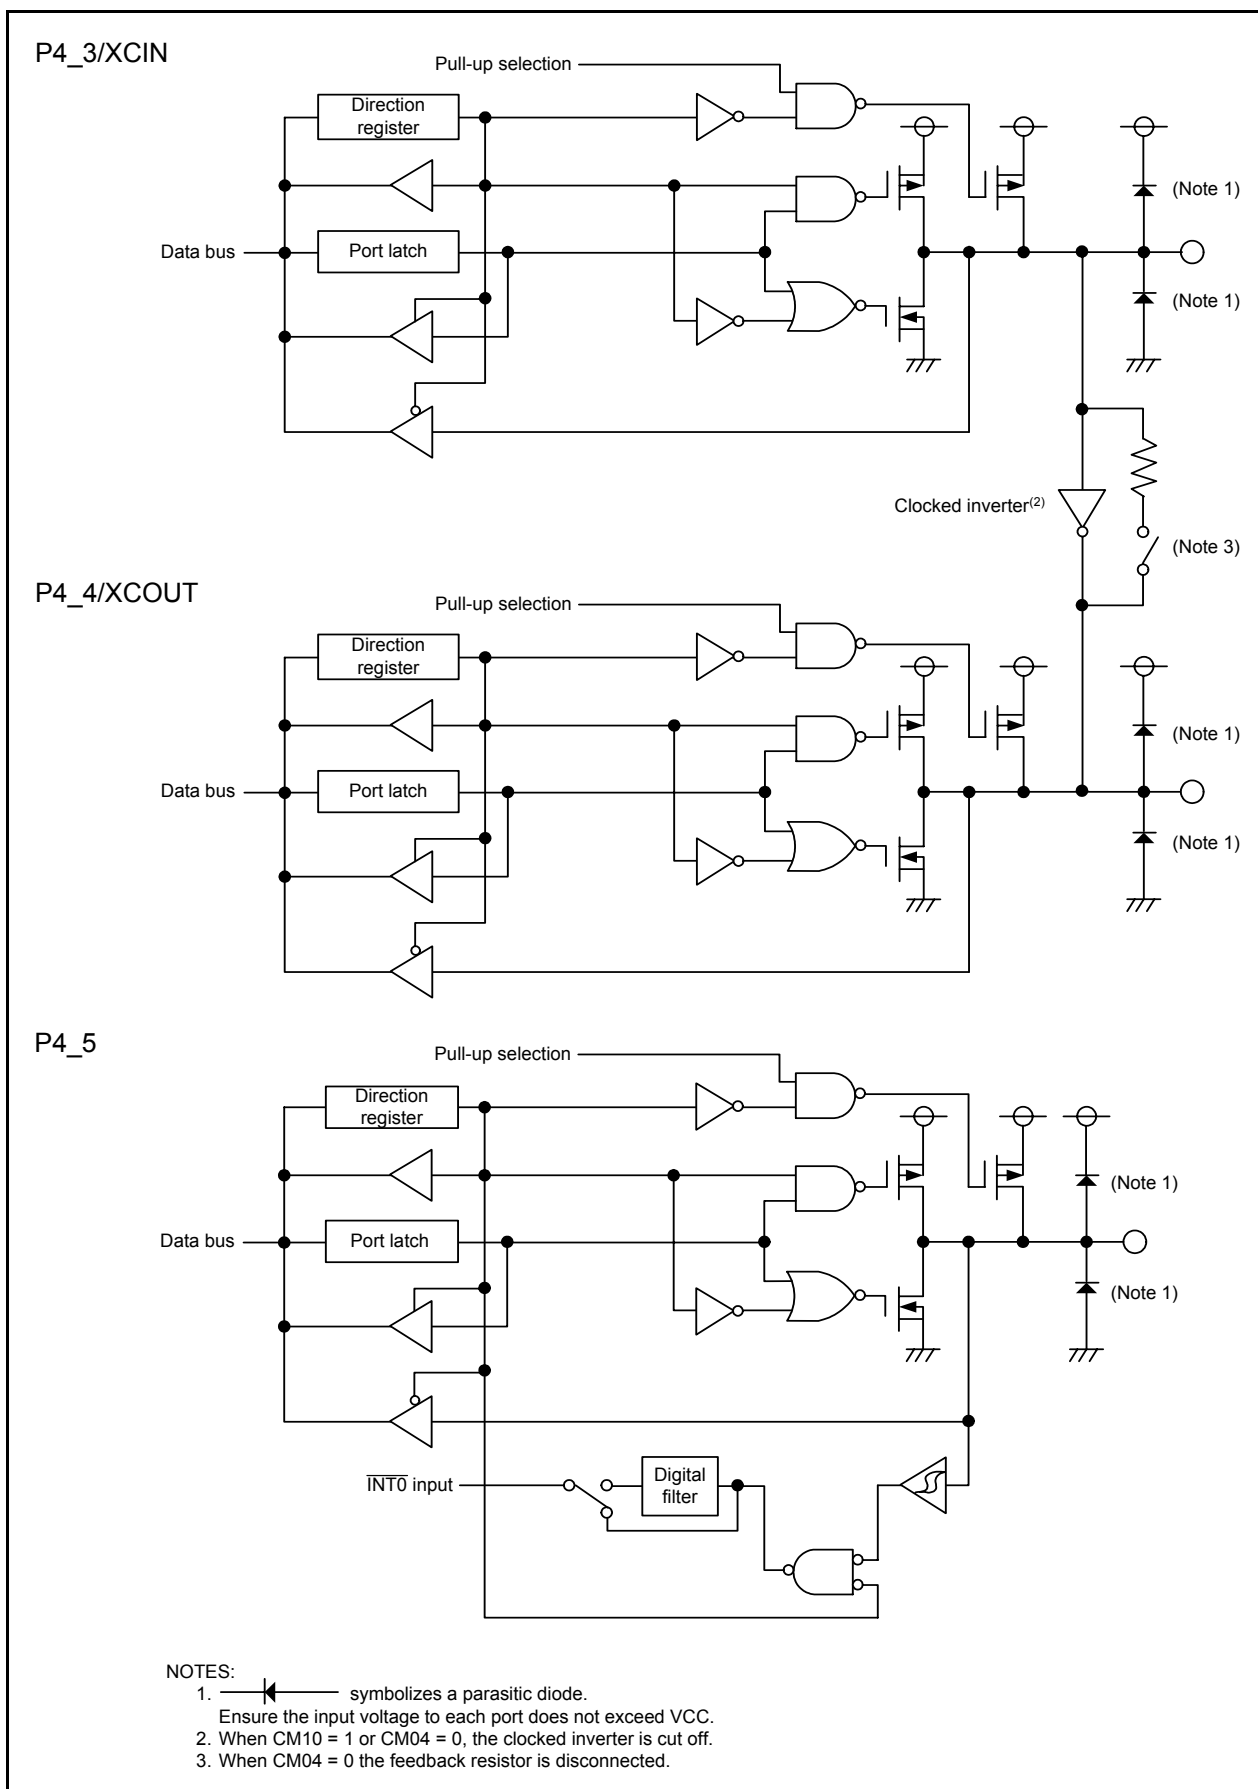 P4_3/XCIN
Pull-up selection
Direction
register
(Note 1)
Data bus
Port latch
(Note 1)
Clocked inverter(2)
(Note 3)
P4_4/XCOUT
Pull-up selection
Direction
register
(Note 1)
Data bus
Port latch
(Note 1)
P4_5
Pull-up selection
Direction
register
(Note 1)
Data bus
Port latch
(Note 1)
INT0 input
Digital
filter
NOTES:
1. symbolizes a parasitic diode.
Ensure the input voltage to each port does not exceed VCC.
2. When CM10 = 1 or CM04 = 0, the clocked inverter is cut off.
3. When CM04 = 0 the feedback resistor is disconnected.